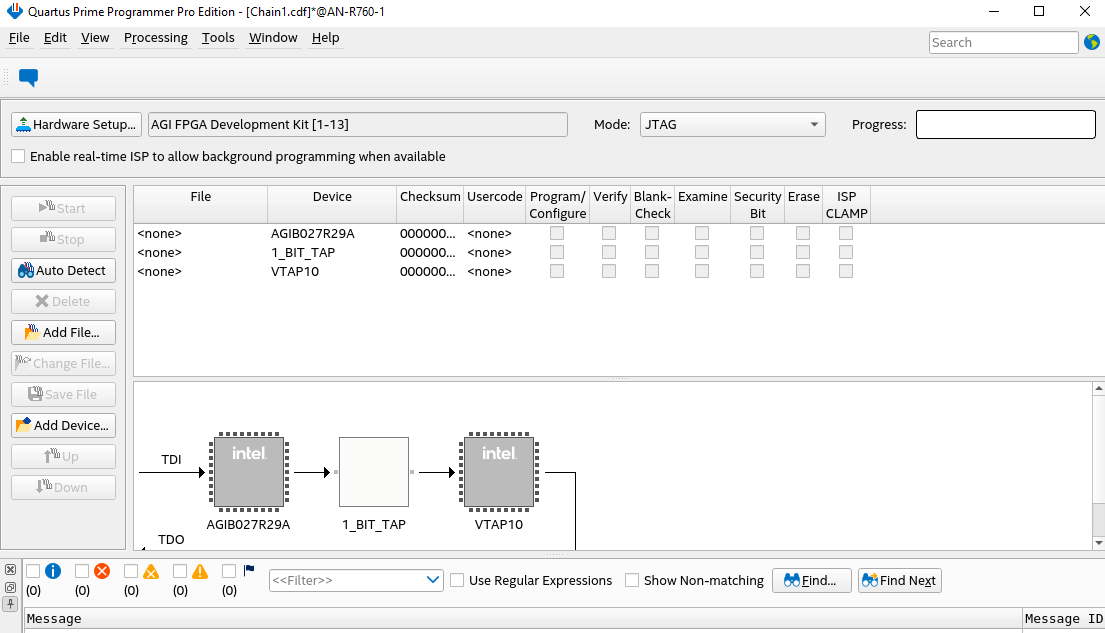 Quartus Prime Programmer Pro Edition - [Chain1.cdf]*@AN-R760-1
File Edit View Processing Tools Window Help
Search
Hardware Setup... AGI FPGA Development Kit [1-13] Mode: JTAG Progress:
Enable real-time ISP to allow background programming when available
Start
Stop
Auto Detect
Delete
Add File...
Change File...
Save File
Add Device...
Up
Down
File Device Checksum Usercode Program/ Verify Blank- Examine Security Erase ISP
Configure Check Bit CLAMP
<none> AGIB027R29A 000000... <none>
<none> 1_BIT_TAP 000000... <none>
<none> VTAP10 000000... <none>
intel. intel.
TDI
AGIB027R29A 1_BIT_TAP VTAP10
TDO
(0) (0) (0) (0) (0) <<Filter>> Use Regular Expressions Show Non-matching Find... Find Next
Message Message ID